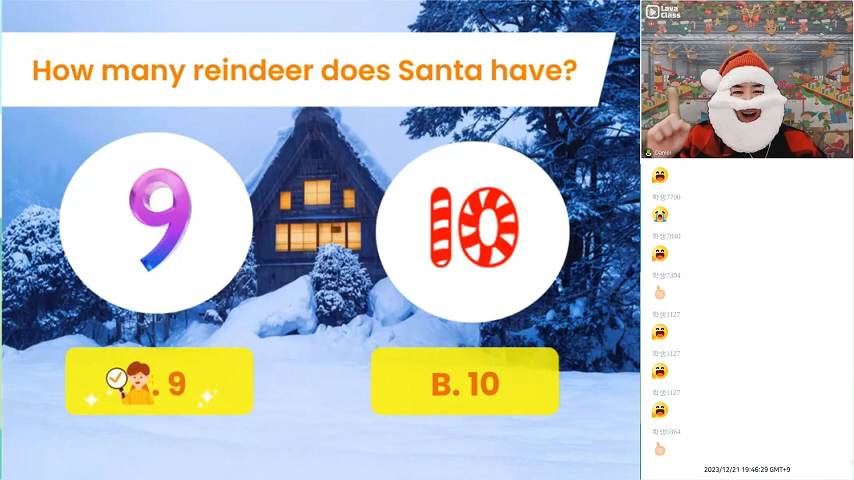 How many reindeer does Santa have?
9
10
. 9
B. 10
Lava
Class
Daniel
학생7700
학생7840
학생7304
학생1127
학생1127
학생1127
학생9364
2023/12/21 19:46:29 GMT+9